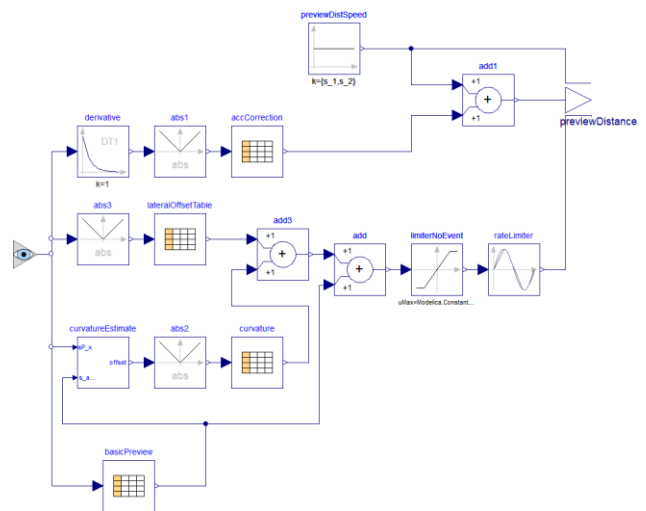 previewDistSpeed
k={s_1,s_2}
add1
+1
+
+1
previewDistance
derivative
DT1
k=1
abs1
abs
accCorrection
abs3
abs
lateralOffsetTable
add3
+1
+
+1
add
+1
+
+1
limiterNoEvent
uMax=Modelica.Constant...
rateLimiter
curvatureEstimate
offset
s_a...
abs2
abs
curvature
basicPreview